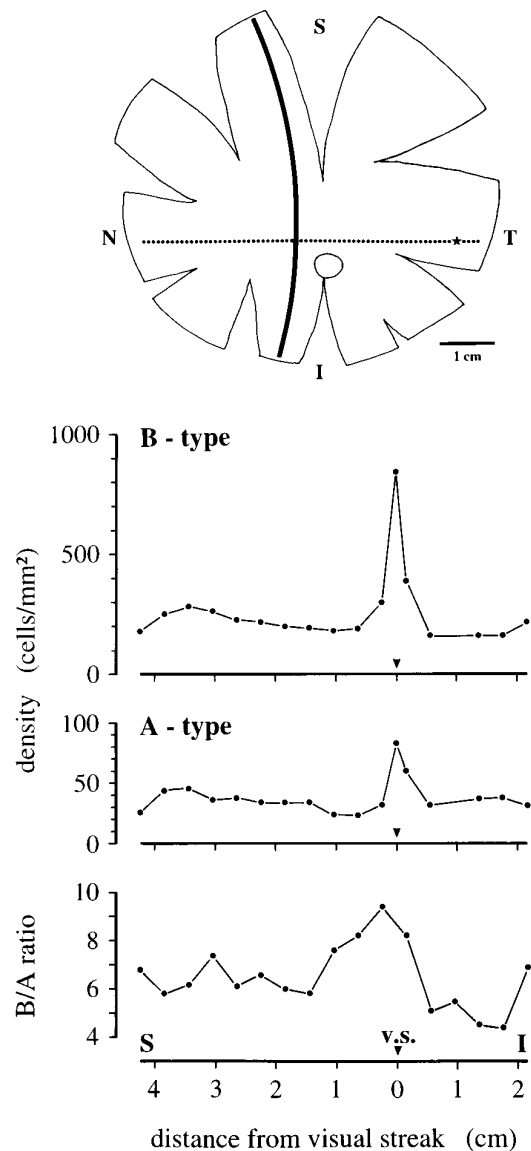 S
N
T
1 cm
I
1000
B - type
500
0
density (cells/mm²)
100
A - type
50
0
10
8
6
4
B/A ratio
S
v.s.
I
4 3 2 1 0 1 2
distance from visual streak (cm)